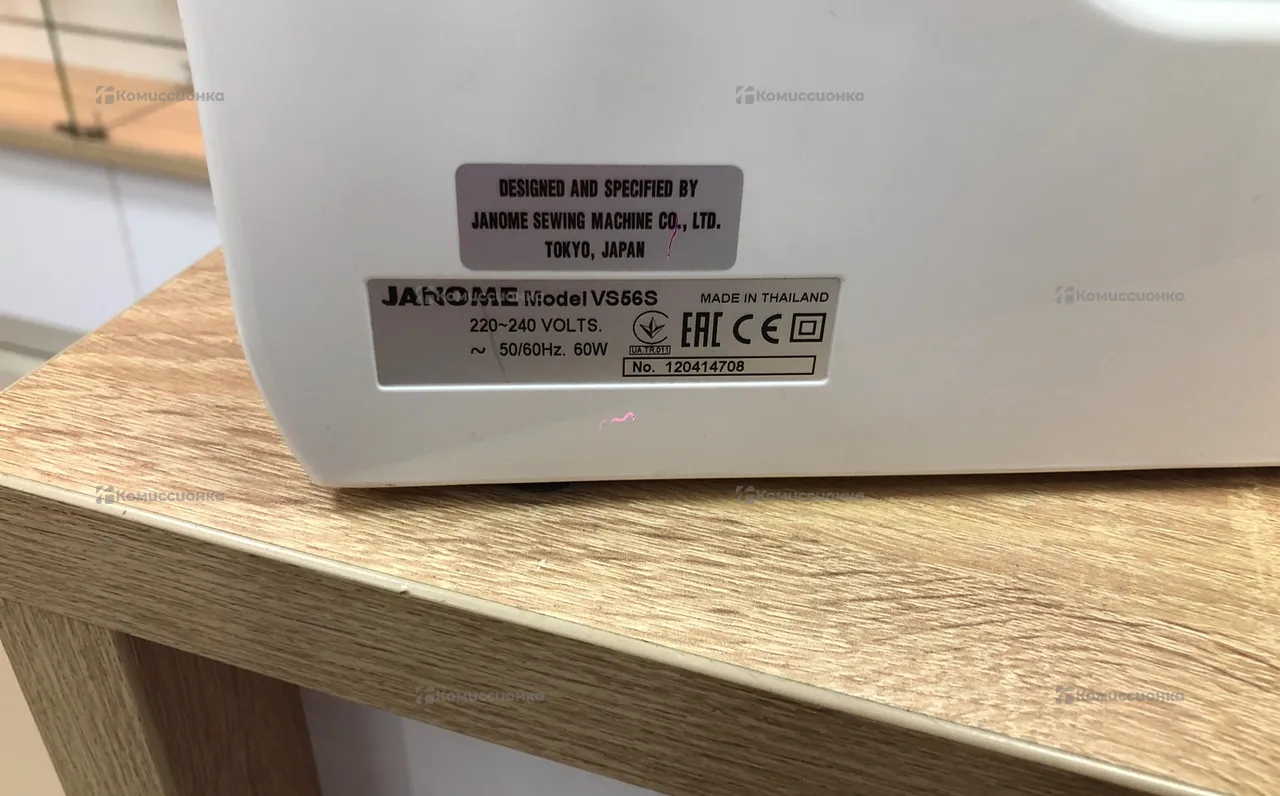 Комиссионка
Комиссионка
DESIGNED AND SPECIFIED BY
JANOME SEWING MACHINE CO., LTD.
TOKYO, JAPAN
JANOME Model VS56S
MADE IN THAILAND
220~240 VOLTS.
~ 50/60Hz. 60W
UA.TR.011
EAC CE
No. 120414708
Комиссионка
Комиссионка
Комиссионка
Комиссионка
Комиссионка
Комиссионка